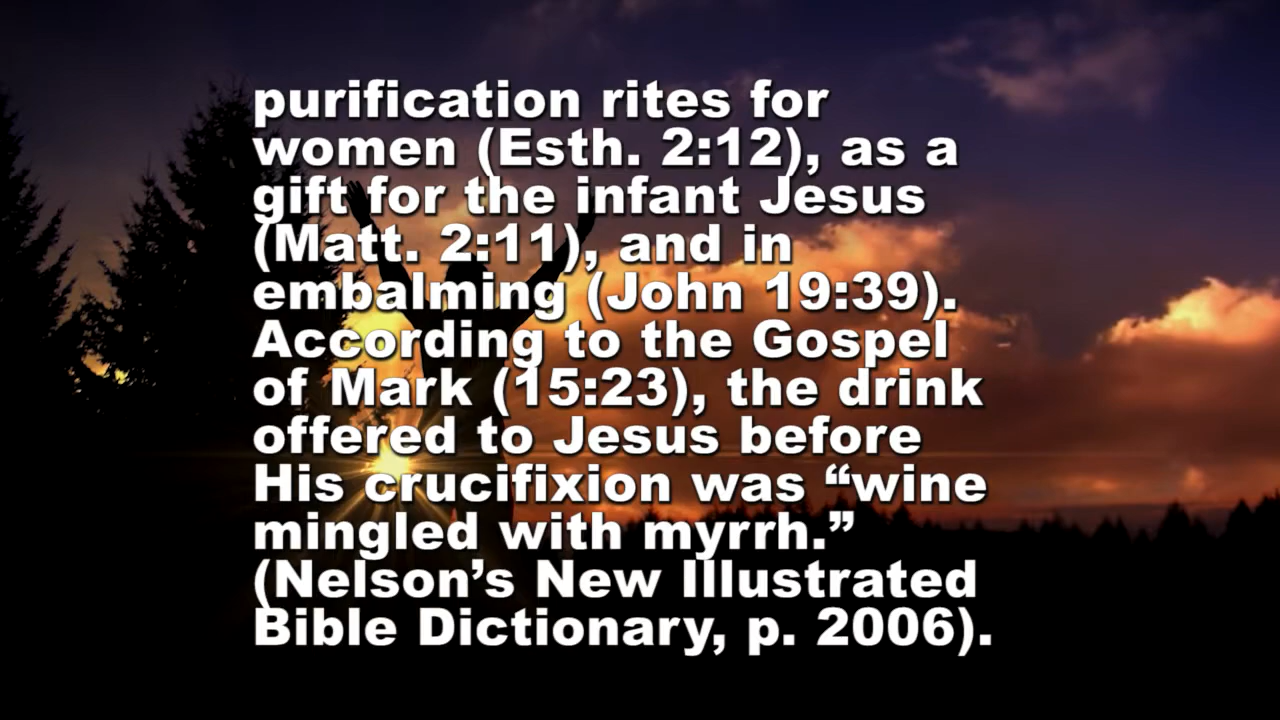 purification rites for
women (Esth. 2:12), as a
gift for the infant Jesus
(Matt. 2:11), and in
embalming (John 19:39).
According to the Gospel
of Mark (15:23), the drink
offered to Jesus before
His crucifixion was “wine
mingled with myrrh.”
(Nelson’s New Illustrated
Bible Dictionary, p. 2006).